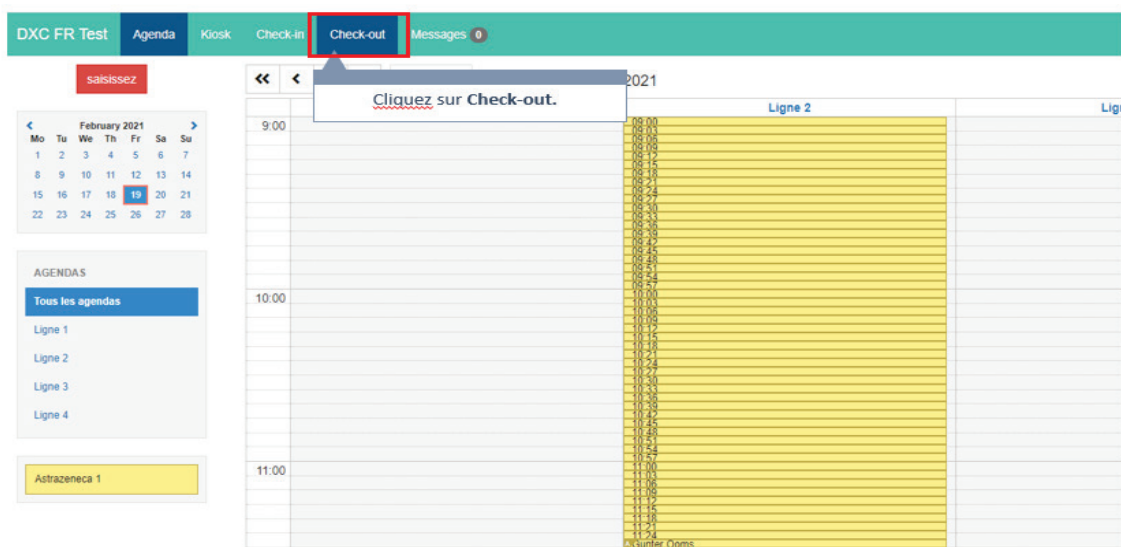 DXC FR Test Agenda Kiosk Check-in Check-out Messages 0
saisissez
2021
Cliquez sur Check-out.
February 2021
Mo Tu We Th Fr Sa Su
1 2 3 4 5 6 7
8 9 10 11 12 13 14
15 16 17 18 19 20 21
22 23 24 25 26 27 28
AGENDAS
Tous les agendas
Ligne 1
Ligne 2
Ligne 3
Ligne 4
Astrazeneca 1
Ligne 2
Lig
9:00
10:00
11:00
09:00
09:03
09:06
09:09
09:12
09:15
09:18
09:21
09:24
09:27
09:30
09:33
09:36
09:39
09:42
09:45
09:48
09:51
09:54
09:57
10:00
10:03
10:06
10:09
10:12
10:15
10:18
10:21
10:24
10:27
10:30
10:33
10:36
10:39
10:42
10:45
10:48
10:51
10:54
10:57
11:00
11:03
11:06
11:09
11:12
11:15
11:18
11:21
11:24
Gunter Ooms